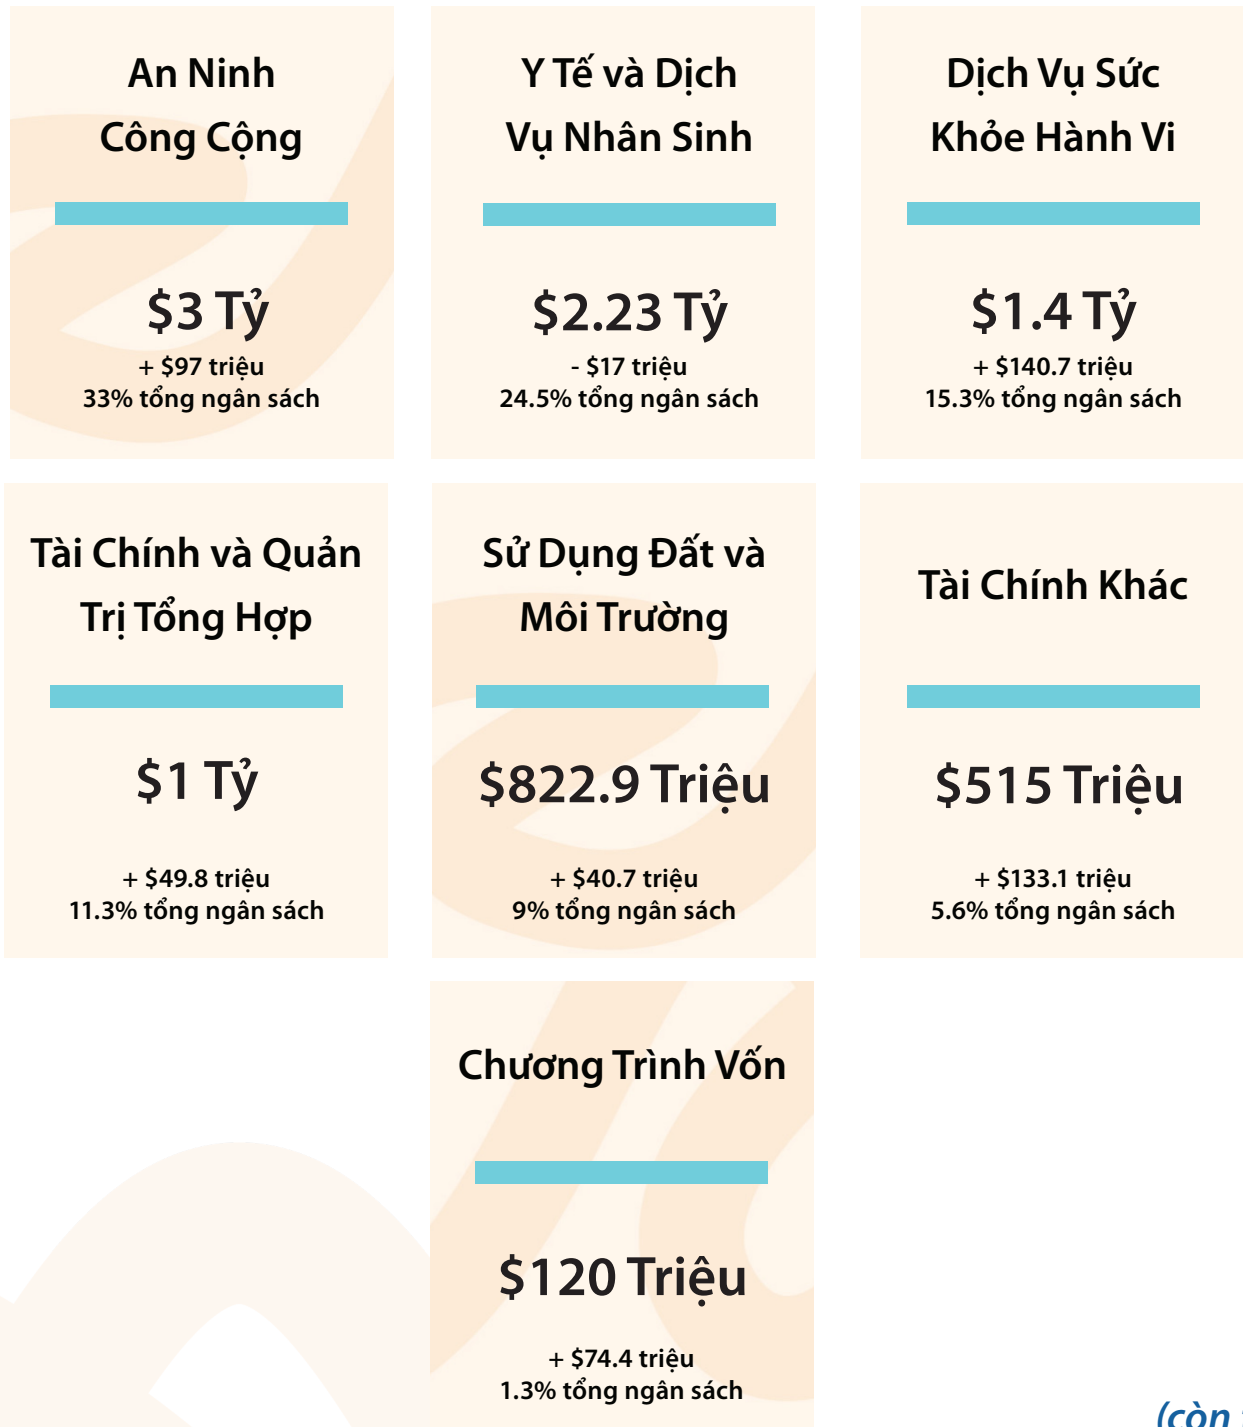 An Ninh
Công Cộng
$3 Tỷ
+ $97 triệu
33% tổng ngân sách
Y Tế và Dịch
Vụ Nhân Sinh
$2.23 Tỷ
- $17 triệu
24.5% tổng ngân sách
Dịch Vụ Sức
Khỏe Hành Vi
$1.4 Tỷ
+ $140.7 triệu
15.3% tổng ngân sách
Tài Chính và Quản
Trị Tổng Hợp
$1 Tỷ
+ $49.8 triệu
11.3% tổng ngân sách
Sử Dụng Đất và
Môi Trường
$822.9 Triệu
+ $40.7 triệu
9% tổng ngân sách
Tài Chính Khác
$515 Triệu
+ $133.1 triệu
5.6% tổng ngân sách
Chương Trình Vốn
$120 Triệu
+ $74.4 triệu
1.3% tổng ngân sách
(còn